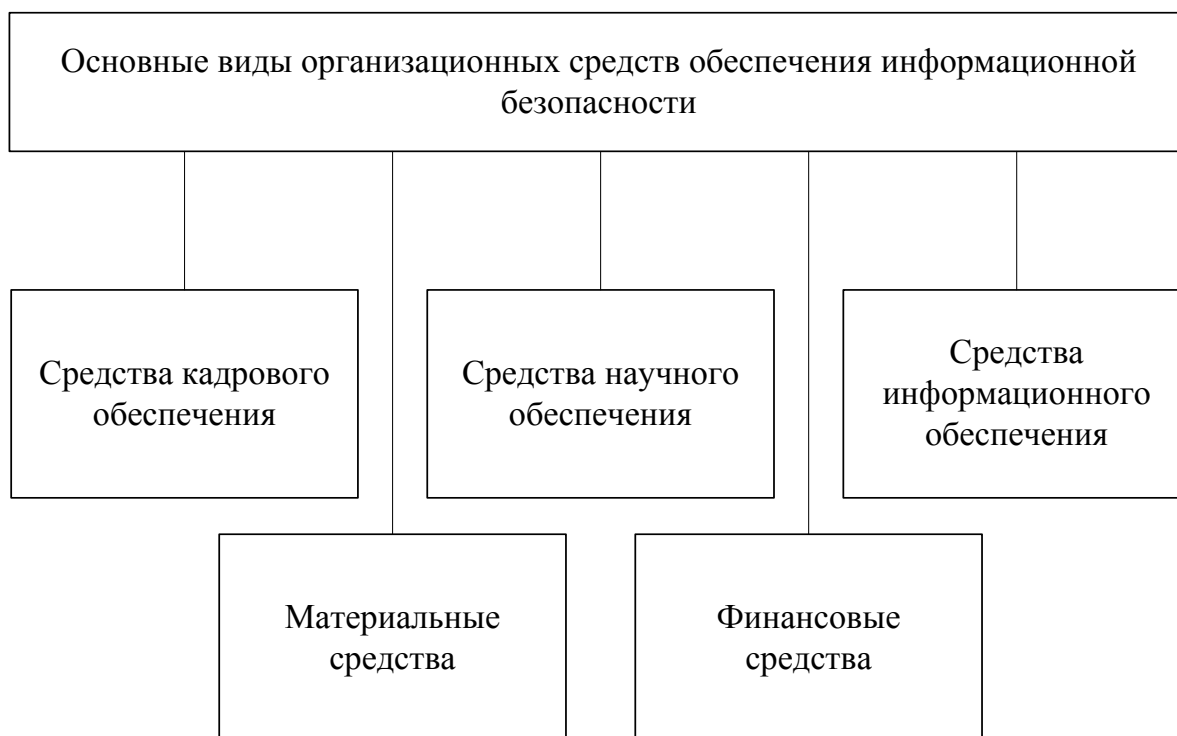 Основные виды организационных средств обеспечения информационной
безопасности
Средства кадрового
обеспечения
Средства научного
обеспечения
Средства
информационного
обеспечения
Материальные
средства
Финансовые
средства